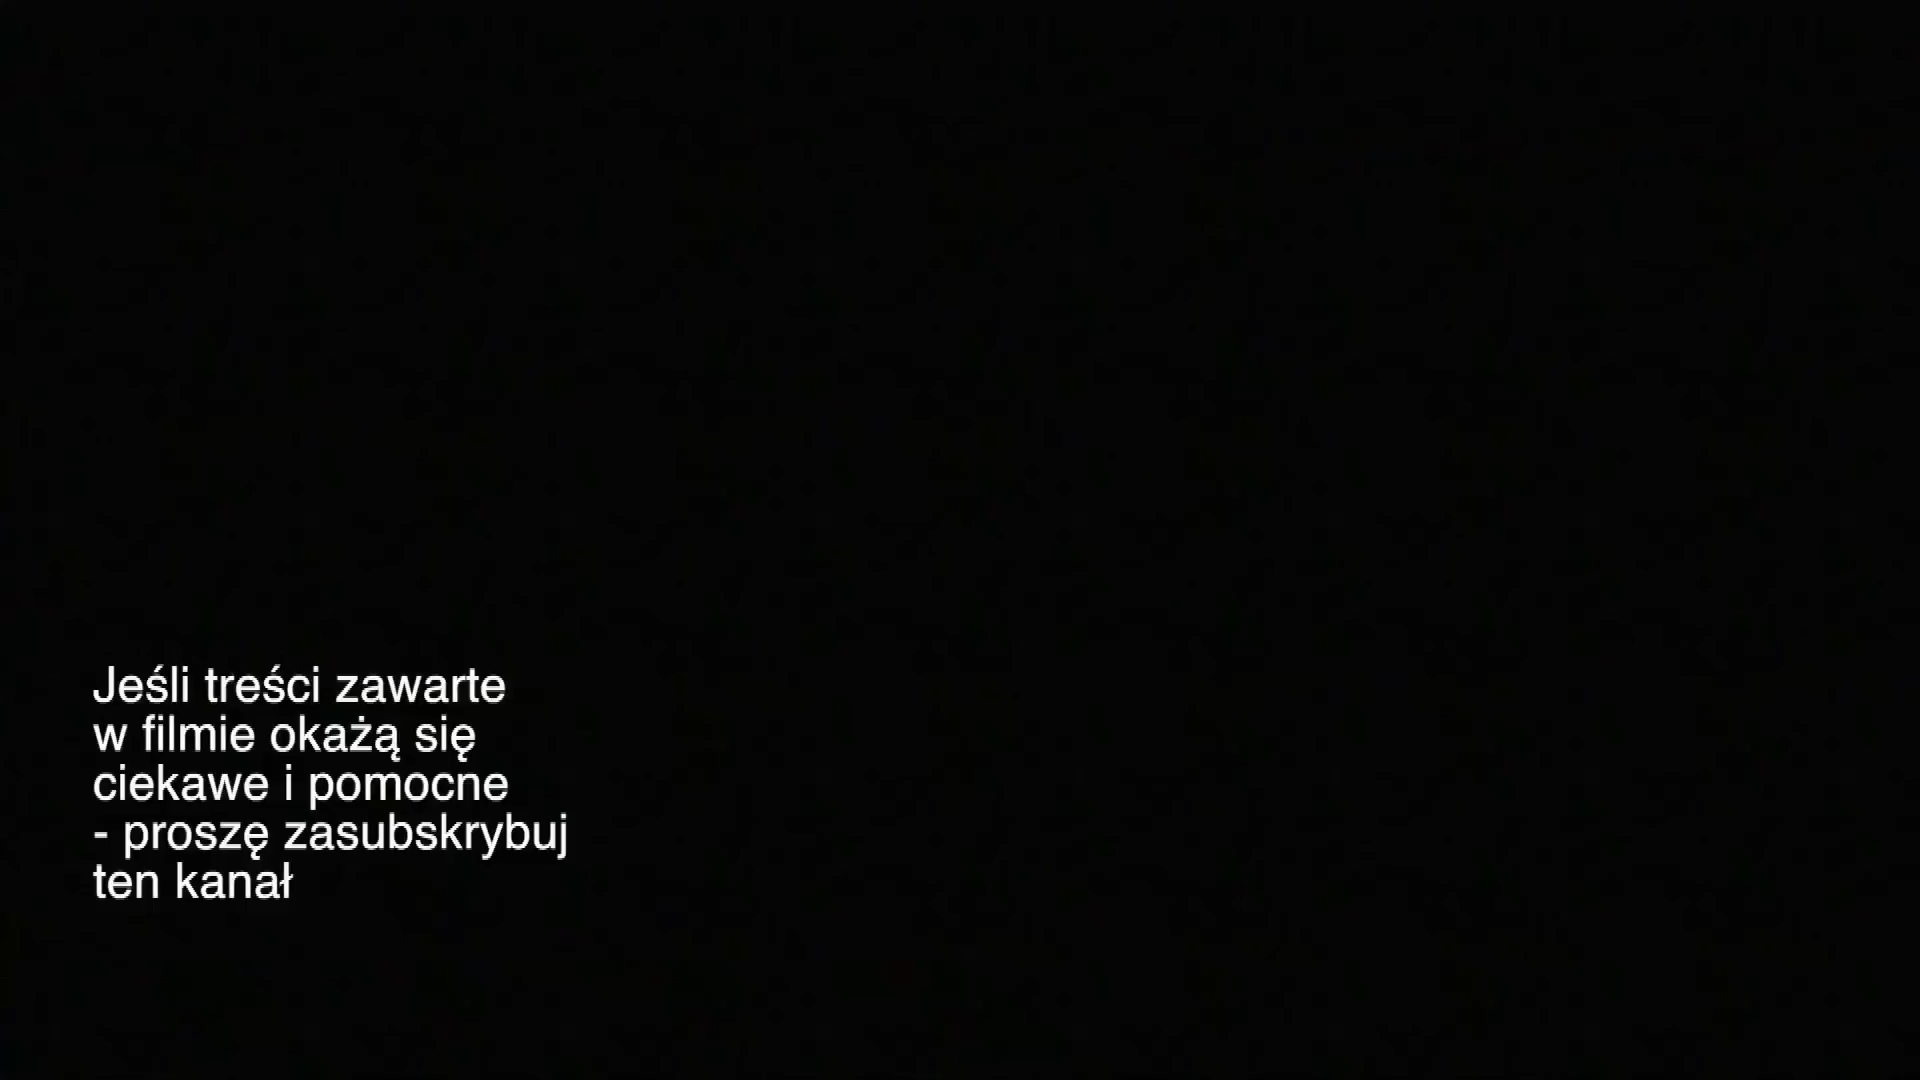 Jeśli treści zawarte
w filmie okażą się
ciekawe i pomocne
- proszę zasubskrybuj
ten kanał